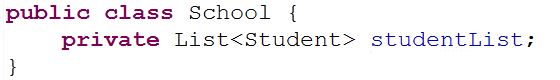 public class School {
    private List<Student> studentList;
}